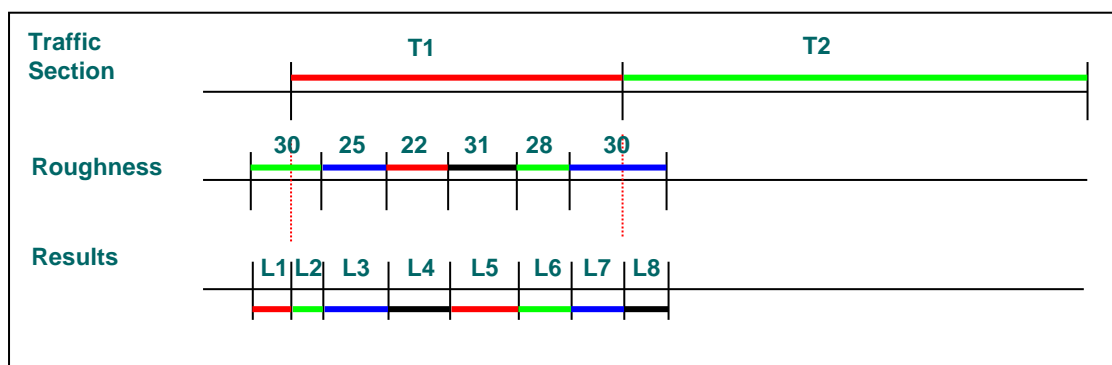 Traffic
Section
T1 T2
Roughness
30 25 22 31 28 30
Results
L1 L2 L3 L4 L5 L6 L7 L8